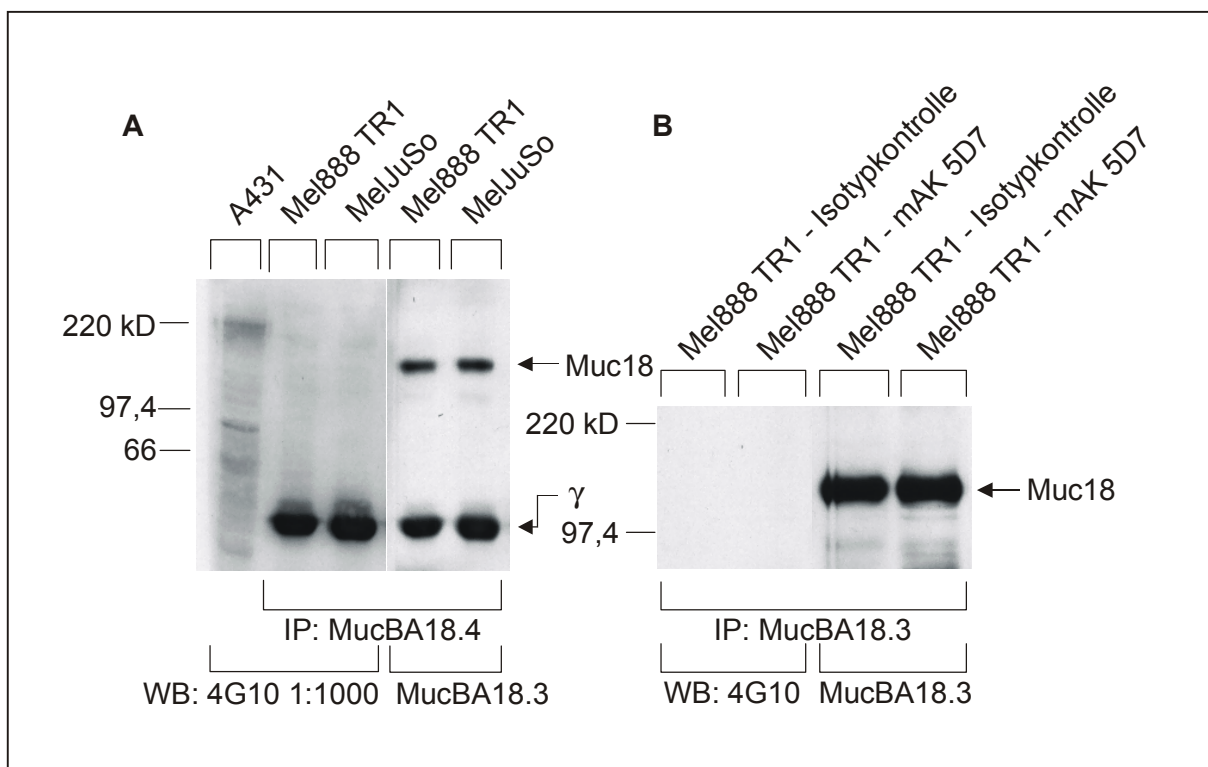 A
A431
Mel888 TR1
MelJuSo
Mel888 TR1
MelJuSo
220 kD
97,4
66
Muc18
γ
IP: MucBA18.4
WB: 4G10 1:1000
MucBA18.3
B
Mel888 TR1 - Isotypkontrolle
Mel888 TR1 - mAK 5D7
Mel888 TR1 - Isotypkontrolle
Mel888 TR1 - mAK 5D7
220 kD
97,4
Muc18
IP: MucBA18.3
WB: 4G10
MucBA18.3